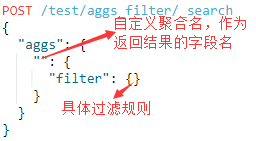 POST /test/aggs_filter/_search
自定义聚合名，作为
返回结果的字段名
{
"aggs": {
"": {
"filter": {}
}
具体过滤规则
}
}